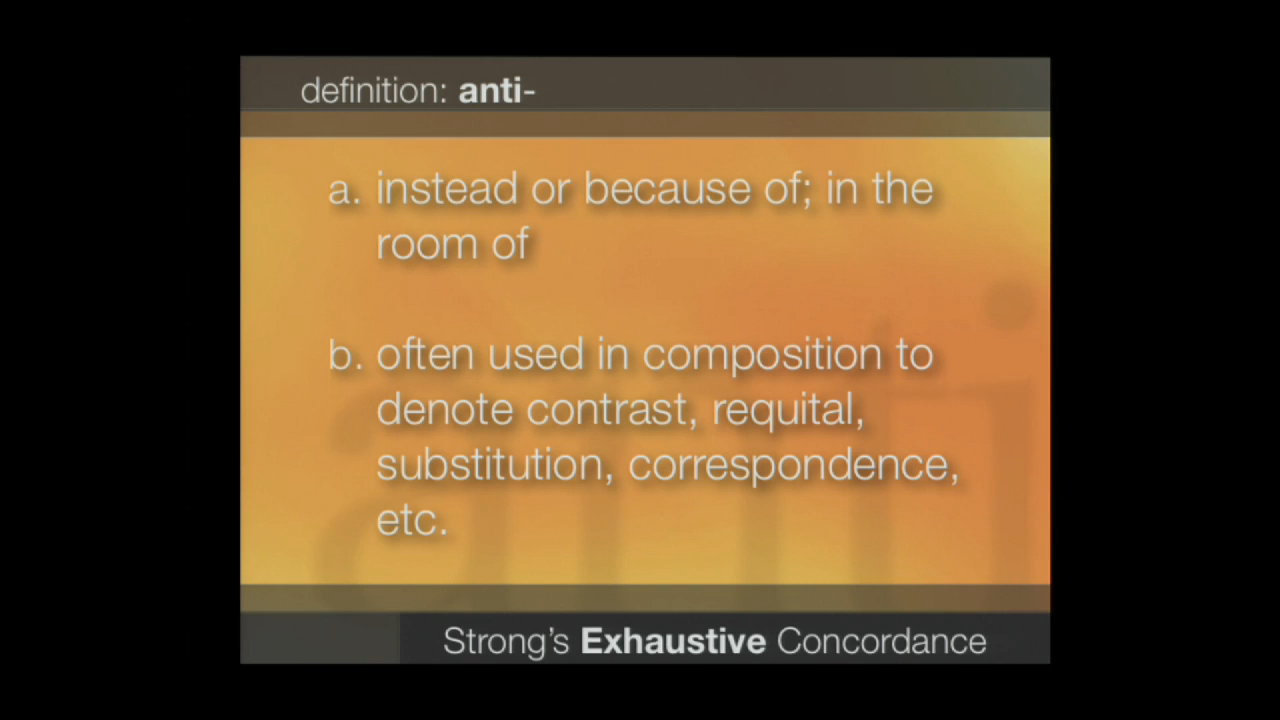 definition: anti-
a. instead or because of; in the
room of
b. often used in composition to
denote contrast, requital,
substitution, correspondence,
etc.
anti
Strong's Exhaustive Concordance